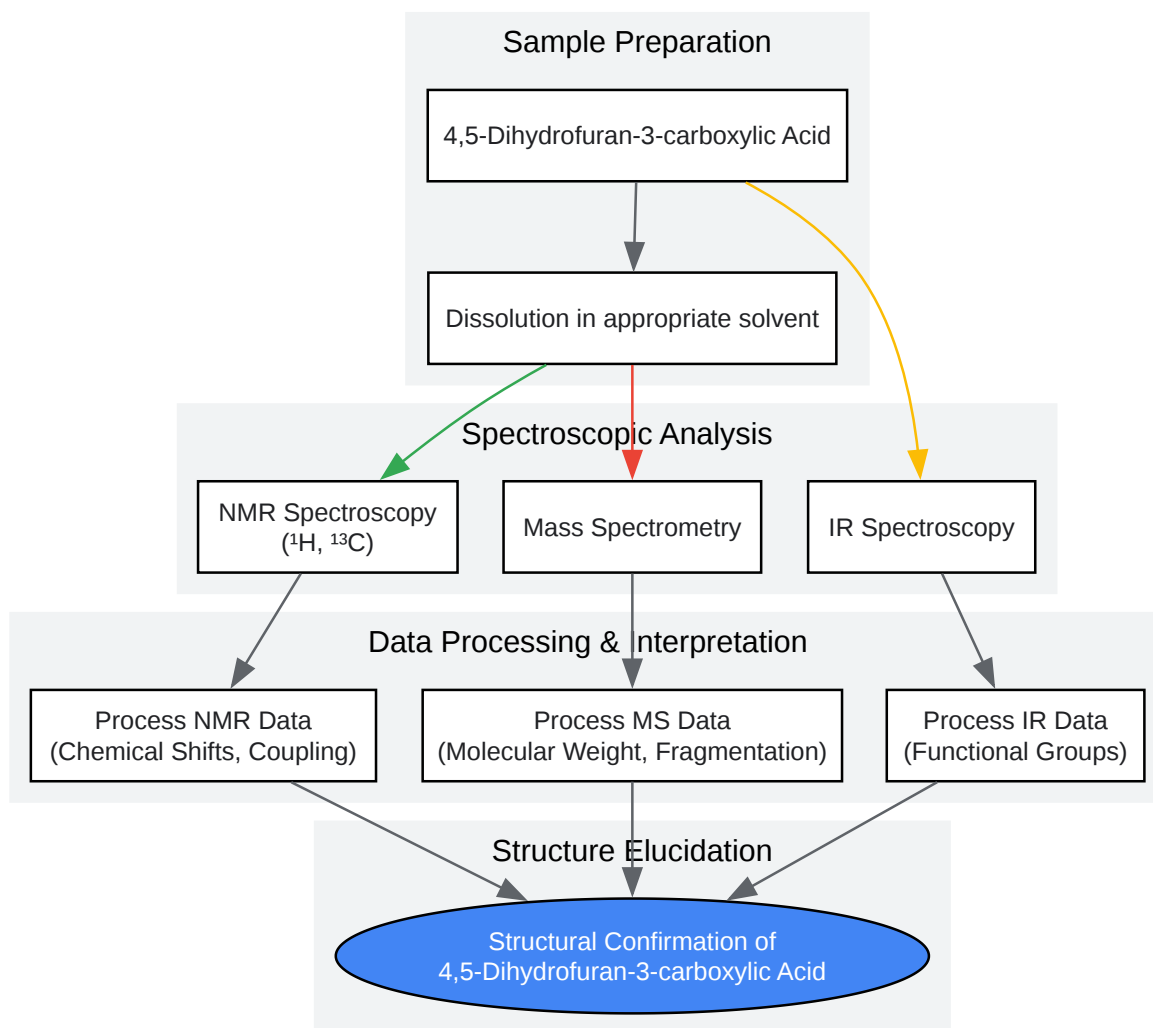 Sample Preparation
4,5-Dihydrofuran-3-carboxylic Acid
Dissolution in appropriate solvent
Spectroscopic Analysis
NMR Spectroscopy
(¹H, ¹³C)
Mass Spectrometry
IR Spectroscopy
Data Processing & Interpretation
Process NMR Data
(Chemical Shifts, Coupling)
Process MS Data
(Molecular Weight, Fragmentation)
Process IR Data
(Functional Groups)
Structure Elucidation
Structural Confirmation of
4,5-Dihydrofuran-3-carboxylic Acid